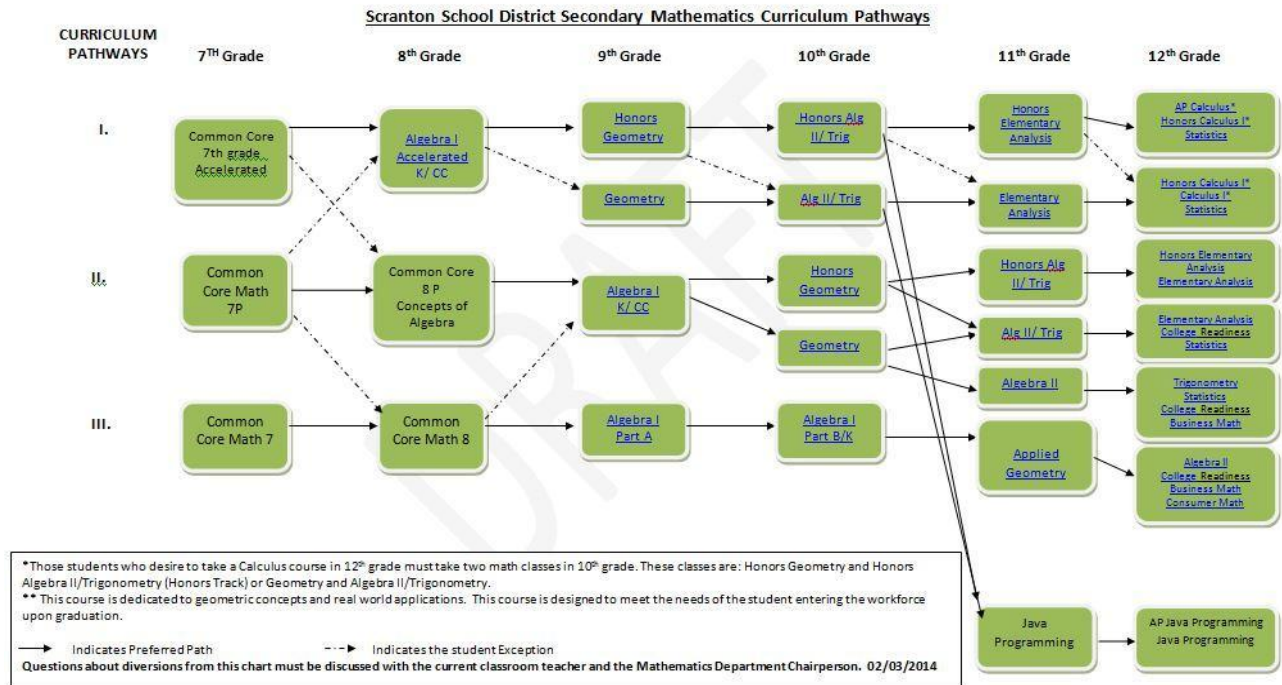 Scranton School District Secondary Mathematics Curriculum Pathways
CURRICULUM
PATHWAYS
7TH Grade
8th Grade
9th Grade
10th Grade
11th Grade
12th Grade
I.
Common Core
7th grade
Accelerated
Algebra I
Accelerated
K/ CC
Honors
Geometry
Honors Alg
II/ Trig
Honors
Elementary
Analysis
AP Calculus*
Honors Calculus I*
Statistics
Geometry
Alg II/ Trig
Elementary
Analysis
Honors Calculus I*
Calculus I*
Statistics
II.
Common
Core Math
7P
Common Core
8 P
Concepts of
Algebra
Algebra I
K/ CC
Honors
Geometry
Honors Alg
II/ Trig
Honors Elementary
Analysis
Elementary Analysis
Geometry
Alg II/ Trig
Elementary Analysis
College Readiness
Statistics
Algebra II
Trigonometry
Statistics
College Readiness
Business Math
III.
Common
Core Math 7
Common
Core Math 8
Algebra I
Part A
Algebra I
Part B/K
Applied
Geometry
Algebra II
College Readiness
Business Math
Consumer Math
Java
Programming
AP Java Programming
Java Programming
DRAFT
*Those students who desire to take a Calculus course in 12th grade must take two math classes in 10th grade. These classes are: Honors Geometry and Honors
Algebra II/Trigonometry (Honors Track) or Geometry and Algebra II/Trigonometry.
** This course is dedicated to geometric concepts and real world applications. This course is designed to meet the needs of the student entering the workforce
upon graduation.
Indicates Preferred Path
Indicates the student Exception
Questions about diversions from this chart must be discussed with the current classroom teacher and the Mathematics Department Chairperson. 02/03/2014